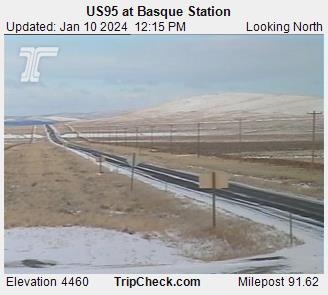 US95 at Basque Station
Updated: Jan 10 2024 12:15 PM Looking North
Elevation 4460 TripCheck.com Milepost 91.62